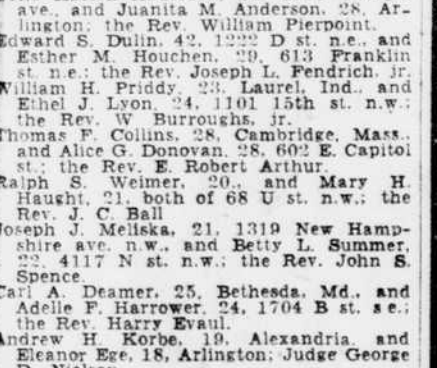 ave., and Juanita M. Anderson, 28, Ar-
lington; the Rev. William Pierpoint.
Edward S. Dulin, 42, 1222 D st. n.e., and
Esther M. Houchen, 29, 613 Franklin
st. n.e.; the Rev. Joseph L. Fendrich, jr.
William H. Priddy, 23, Laurel, Ind., and
Ethel J. Lyon, 24, 1101 15th st. n.w.;
the Rev. W Burroughs, jr.
Thomas F. Collins, 28, Cambridge, Mass.,
and Alice G. Donovan, 28, 602 E. Capitol
st.; the Rev. E. Robert Arthur.
Ralph S. Weimer, 20,, and Mary H.
Haught, 21, both of 68 U st. n.w.; the
Rev. J. C. Ball
Joseph J. Meliska, 21, 1319 New Hamp-
shire ave. n.w., and Betty L. Summer,
22, 4117 N st. n.w.; the Rev. John S.
Spence.
Carl A. Deamer, 25, Bethesda, Md., and
Adelle F. Harrower, 24, 1704 B st. s e.;
the Rev. Harry Evaul.
Andrew H. Korbe, 19, Alexandria, and
Eleanor Ege, 18, Arlington; Judge George